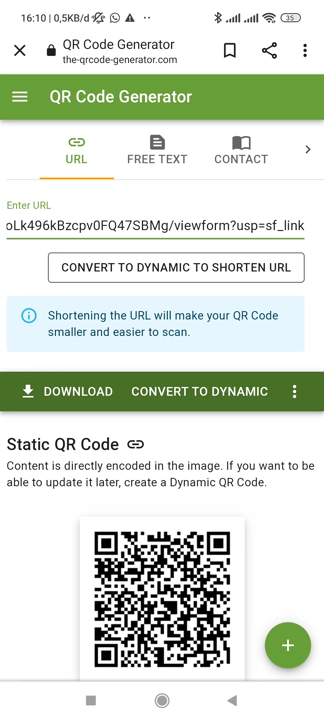 16:10 | 0,5KB/d
35
QR Code Generator
the-qrcode-generator.com
QR Code Generator
URL
FREE TEXT
CONTACT
Enter URL
oLk496kBzcpv0FQ47SBMg/viewform?usp=sf_link
CONVERT TO DYNAMIC TO SHORTEN URL
Shortening the URL will make your QR Code
smaller and easier to scan.
DOWNLOAD
CONVERT TO DYNAMIC
Static QR Code
Content is directly encoded in the image. If you want to be
able to update it later, create a Dynamic QR Code.